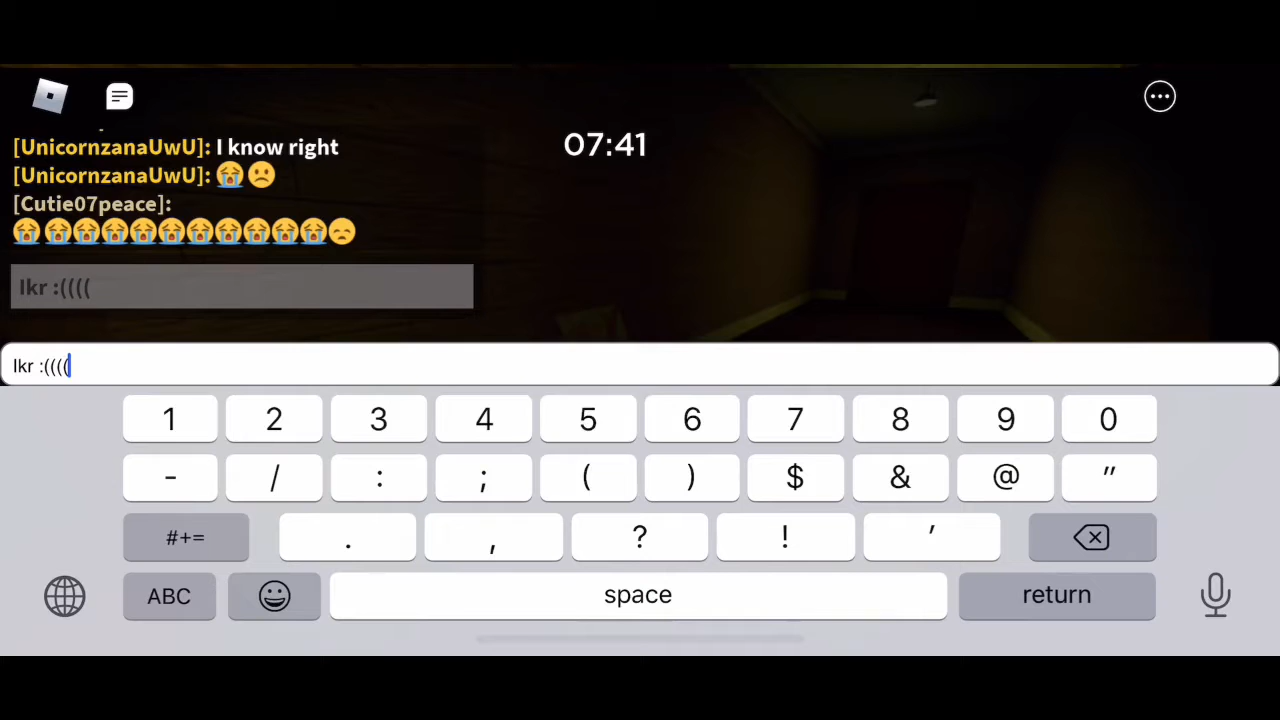 07:41
[UnicornzanaUwU]: I know right
[UnicornzanaUwU]: 😭☹️
[Cutie07peace]:
😭😭😭😭😭😭😭😭😭😭😭😞
Ikr :((((
Ikr :((((
1 2 3 4 5 6 7 8 9 0
- / : ; ( ) $ & @ "
#+= . , ? ! '
ABC space return